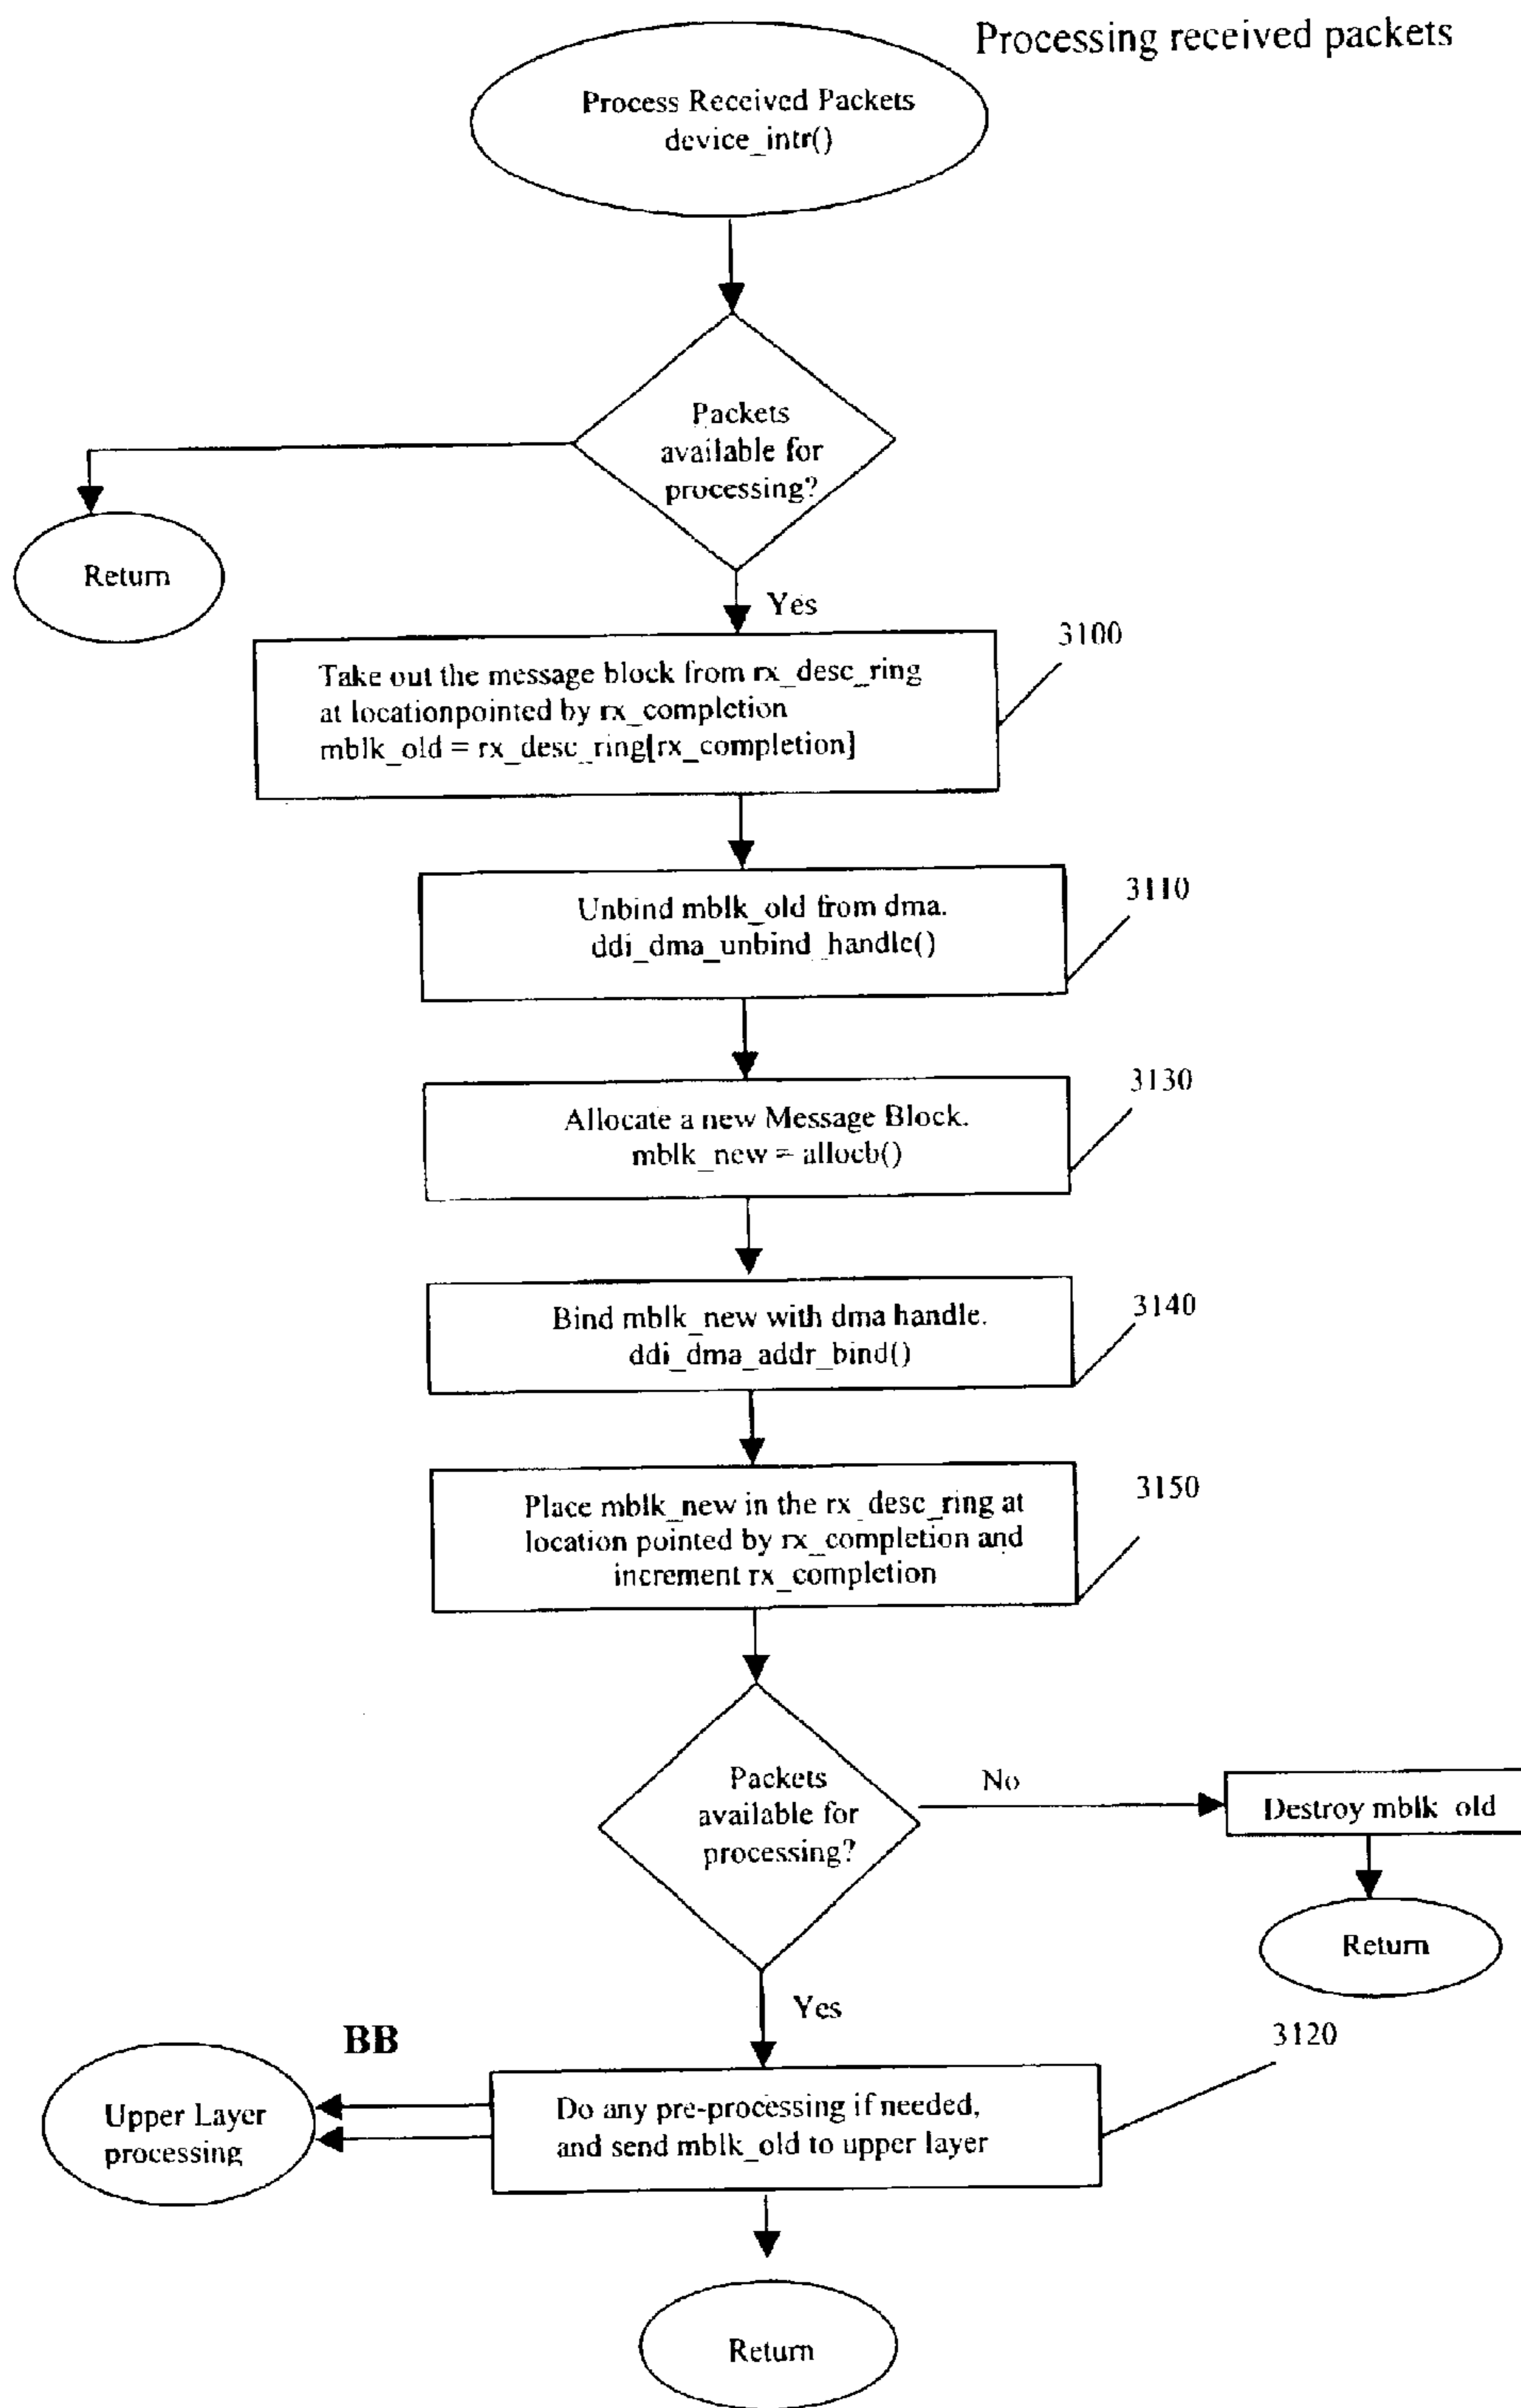 Processing received packets
Process Received Packets
device_intr()
Packets
available for
processing?
Return
Yes
3100
Take out the message block from rx_desc_ring
at locationpointed by rx_completion
mblk_old = rx_desc_ring[rx_completion]
3110
Unbind mblk_old from dma.
ddi_dma_unbind_handle()
3130
Allocate a new Message Block.
mblk_new = allocb()
3140
Bind mblk_new with dma handle.
ddi_dma_addr_bind()
3150
Place mblk_new in the rx_desc_ring at
location pointed by rx_completion and
increment rx_completion
Packets
available for
processing?
No
Destroy mblk_old
Return
Yes
3120
BB
Upper Layer
processing
Do any pre-processing if needed,
and send mblk_old to upper layer
Return